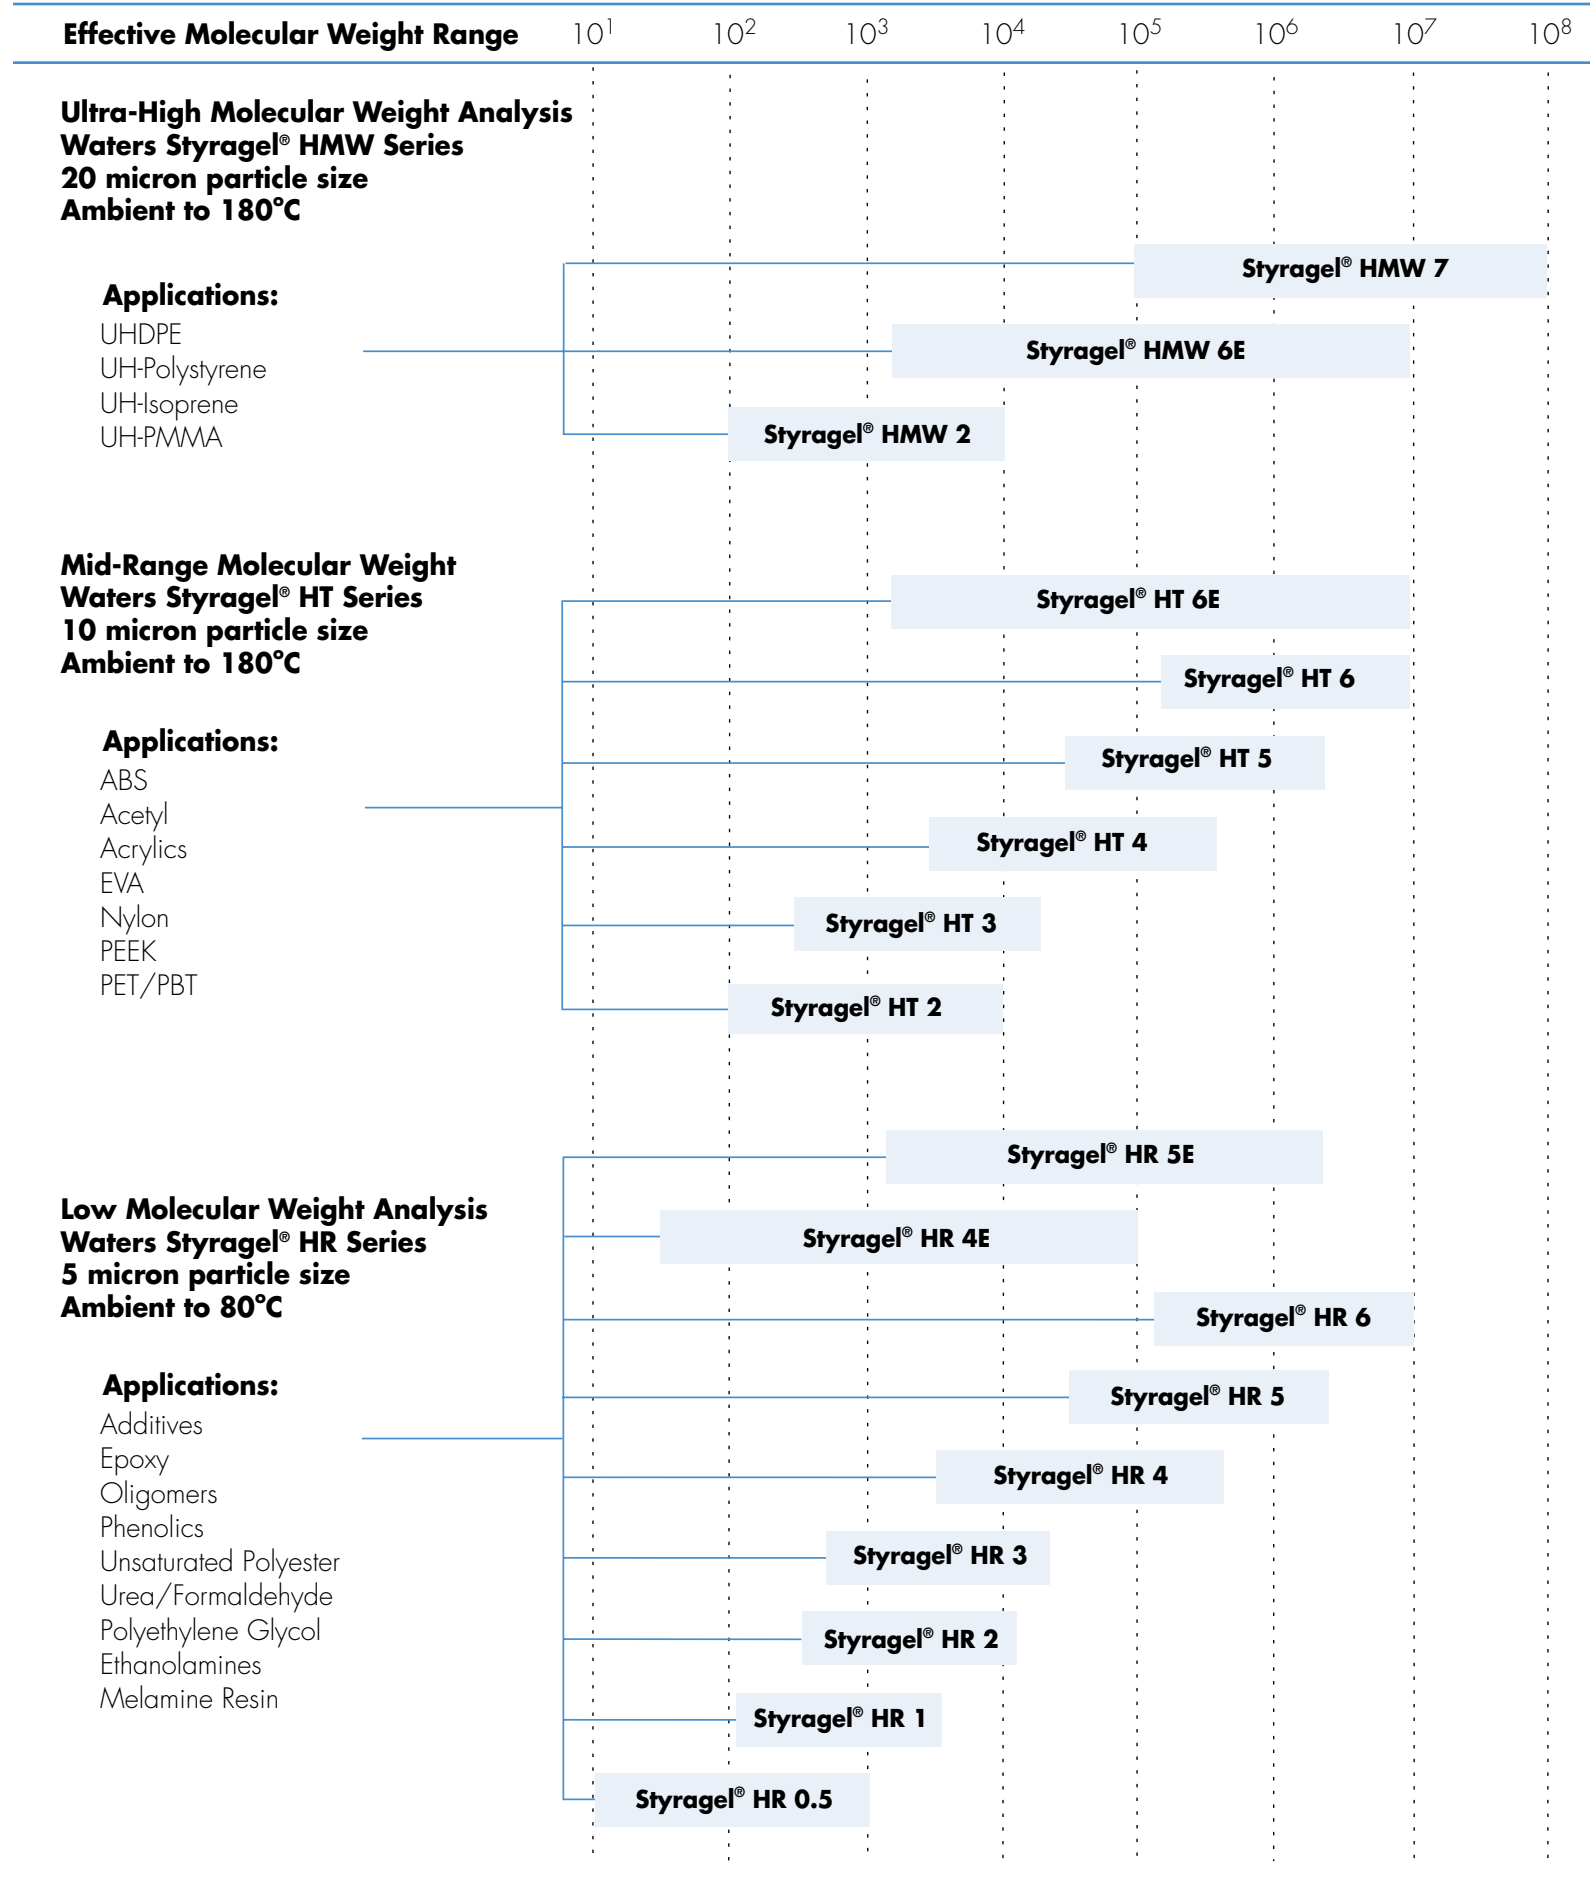 Effective Molecular Weight Range 10¹ 10² 10³ 10⁴ 10⁵ 10⁶ 10⁷ 10⁸
Ultra-High Molecular Weight Analysis
Waters Styragel® HMW Series
20 micron particle size
Ambient to 180°C
Applications:
UHDPE
UH-Polystyrene
UH-Isoprene
UH-PMMA
Styragel® HMW 7
Styragel® HMW 6E
Styragel® HMW 2
Mid-Range Molecular Weight
Waters Styragel® HT Series
10 micron particle size
Ambient to 180°C
Applications:
ABS
Acetyl
Acrylics
EVA
Nylon
PEEK
PET/PBT
Styragel® HT 6E
Styragel® HT 6
Styragel® HT 5
Styragel® HT 4
Styragel® HT 3
Styragel® HT 2
Low Molecular Weight Analysis
Waters Styragel® HR Series
5 micron particle size
Ambient to 80°C
Applications:
Additives
Epoxy
Oligomers
Phenolics
Unsaturated Polyester
Urea/Formaldehyde
Polyethylene Glycol
Ethanolamines
Melamine Resin
Styragel® HR 5E
Styragel® HR 4E
Styragel® HR 6
Styragel® HR 5
Styragel® HR 4
Styragel® HR 3
Styragel® HR 2
Styragel® HR 1
Styragel® HR 0.5